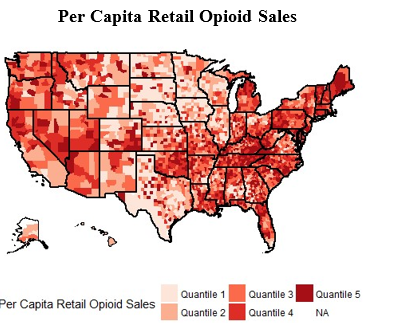 Per Capita Retail Opioid Sales
Per Capita Retail Opioid Sales
Quantile 1
Quantile 3
Quantile 5
Quantile 2
Quantile 4
NA